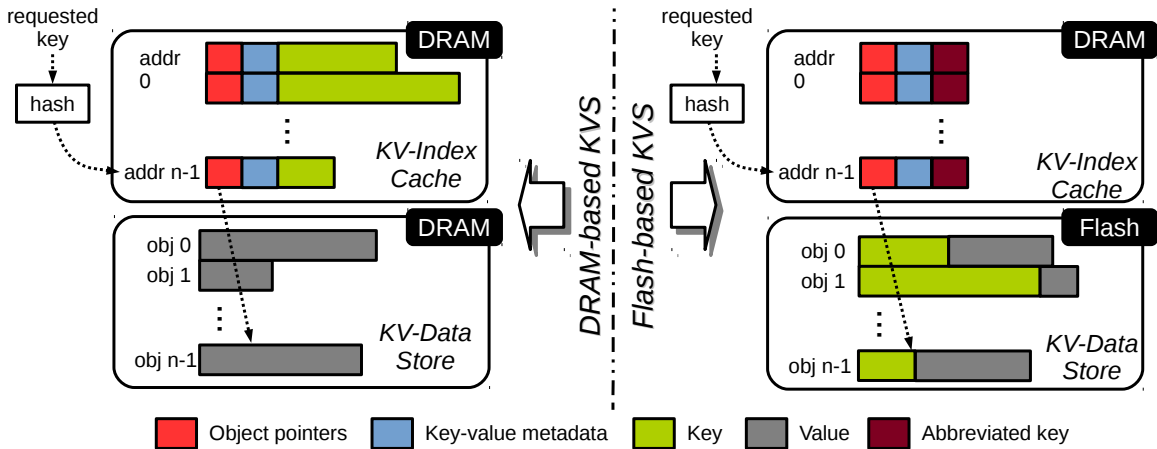 requested
key
hash
DRAM
addr
0
addr n-1
KV-Index
Cache
DRAM
obj 0
obj 1
obj n-1
KV-Data
Store
DRAM-based KVS
Flash-based KVS
requested
key
hash
DRAM
addr
0
addr n-1
KV-Index
Cache
Flash
obj 0
obj 1
obj n-1
KV-Data
Store
Object pointers
Key-value metadata
Key
Value
Abbreviated key